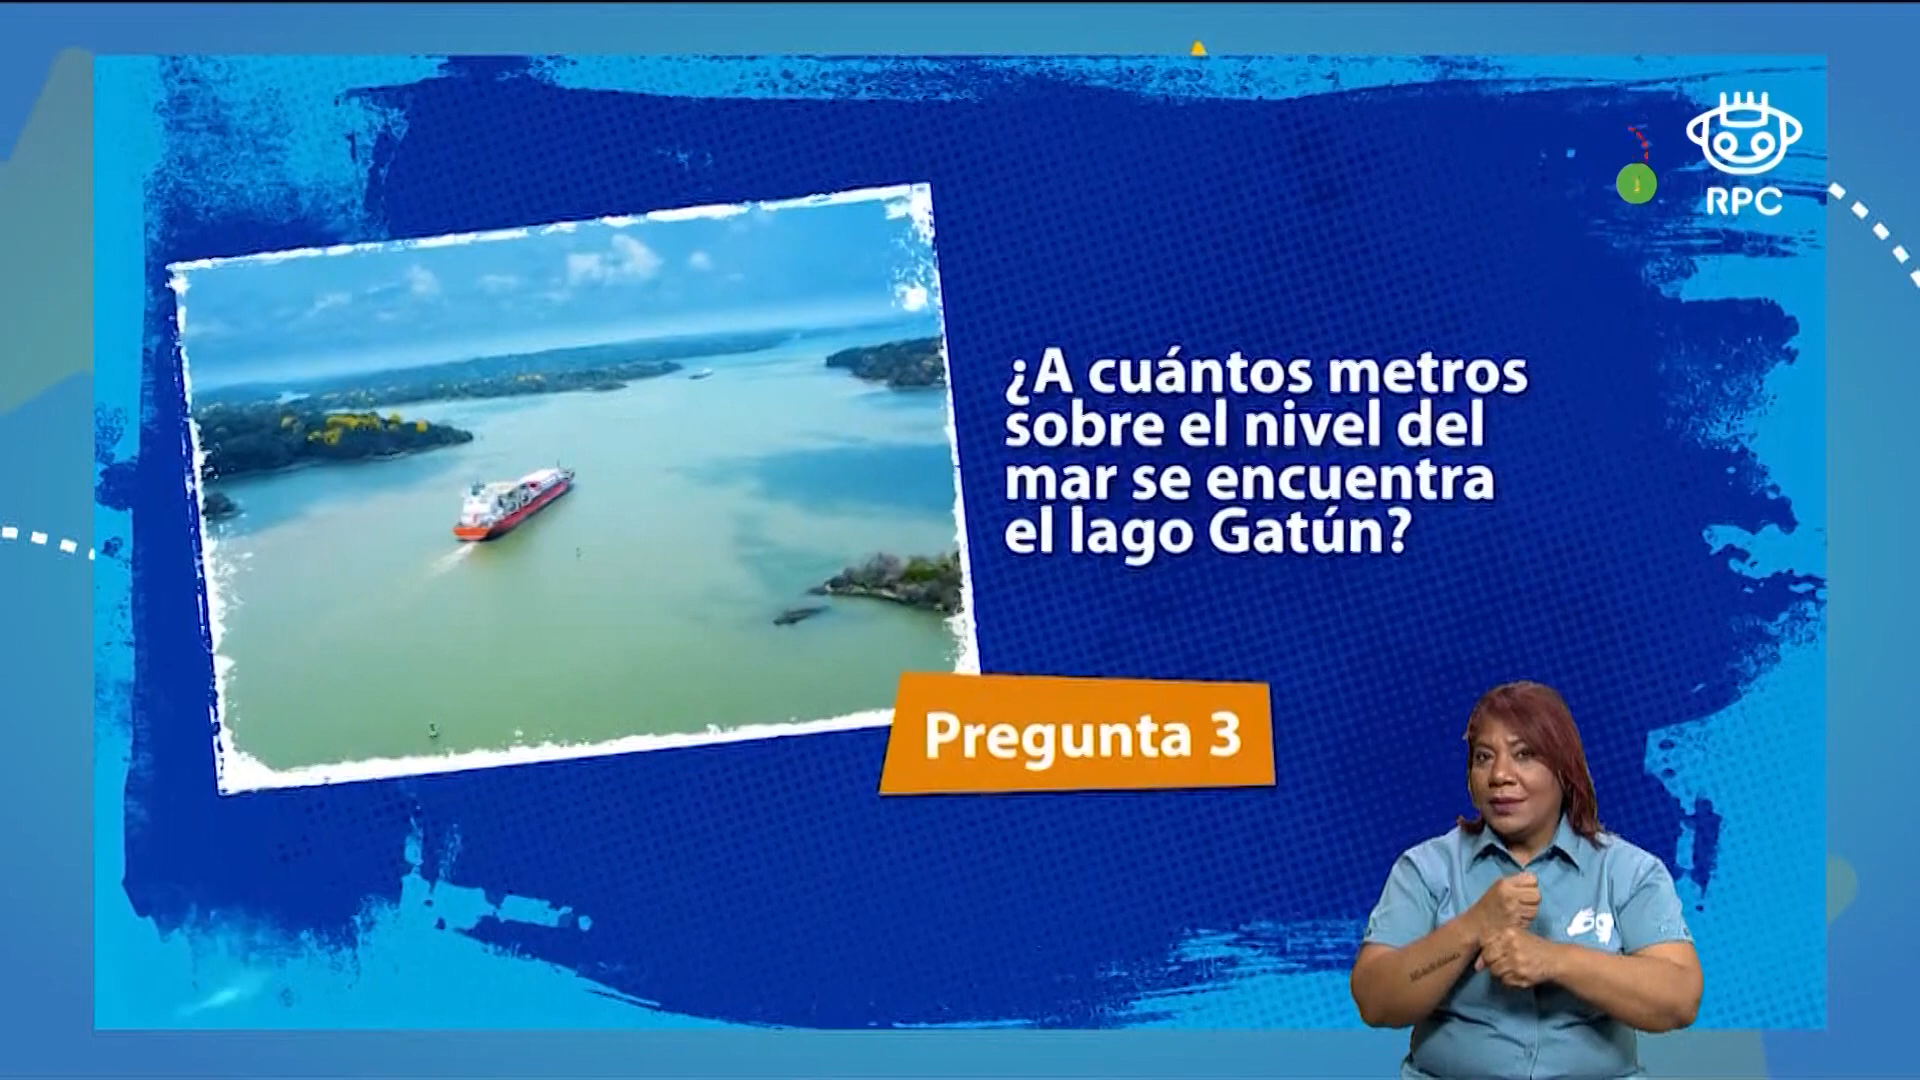 RPC
¿A cuántos metros
sobre el nivel del
mar se encuentra
el lago Gatún?
Pregunta 3